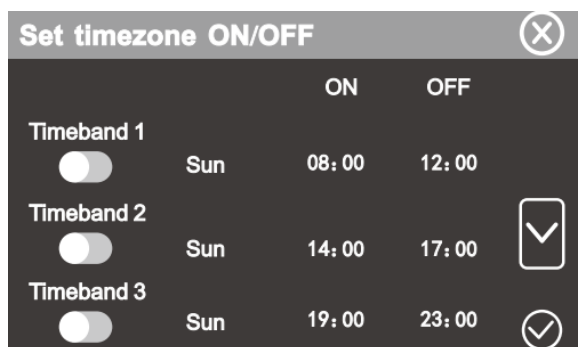 Set timezone ON/OFF
ON OFF
Timeband 1
Sun 08:00 12:00
Timeband 2
Sun 14:00 17:00
Timeband 3
Sun 19:00 23:00